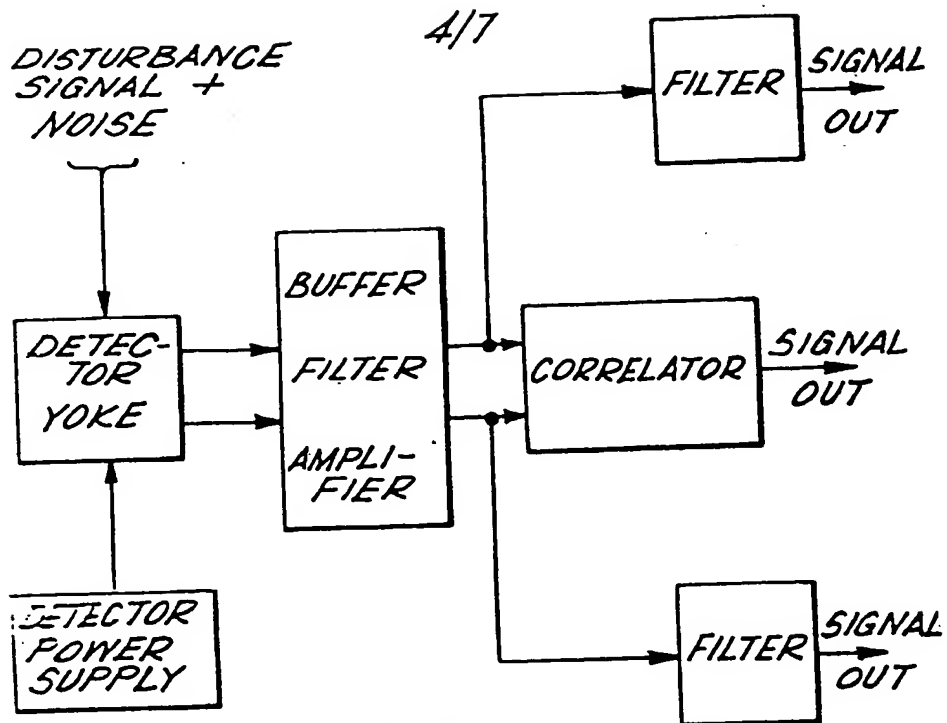 4/7
DISTURBANCE
SIGNAL +
NOISE
FILTER
SIGNAL
OUT
BUFFER
FILTER
AMPLI-
FIER
DETEC-
TOR
YOKE
CORRELATOR
SIGNAL
OUT
DETECTOR
POWER
SUPPLY
FILTER
SIGNAL
OUT